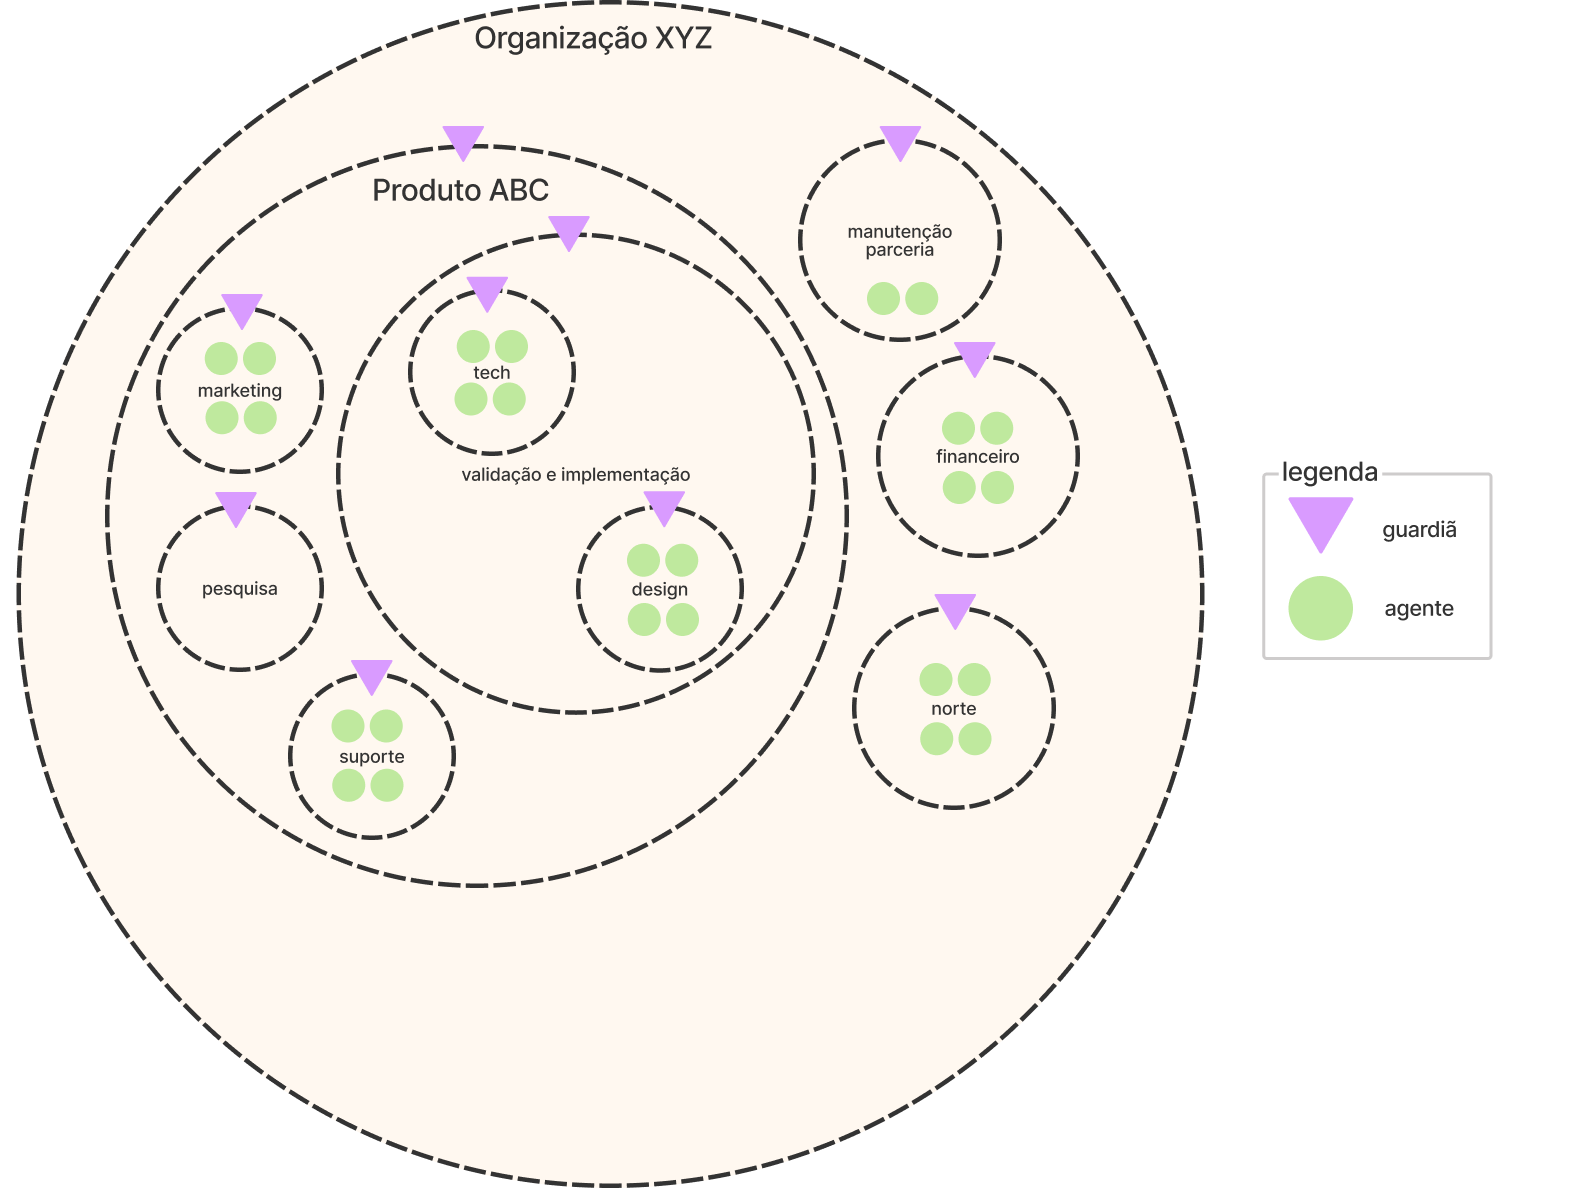 Organização XYZ
Produto ABC
manutenção
parceria
tech
marketing
financeiro
validação e implementação
legenda
guardiã
pesquisa
design
agente
norte
suporte